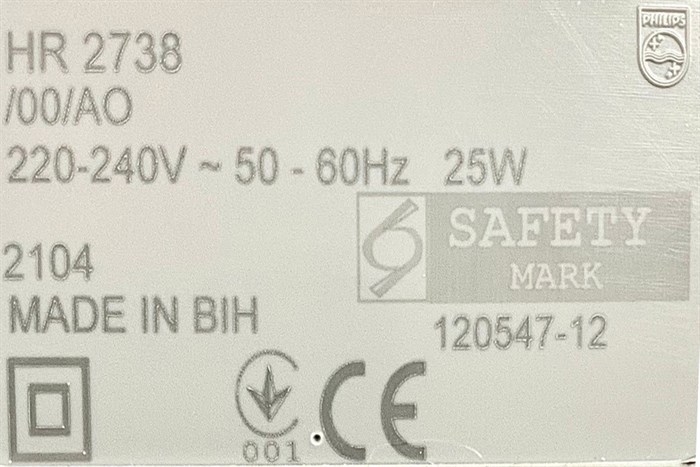 PHILIPS
HR 2738
/00/AO
220-240V ~ 50 - 60Hz 25W
SAFETY
MARK
2104
MADE IN BIH
120547-12
001
CE